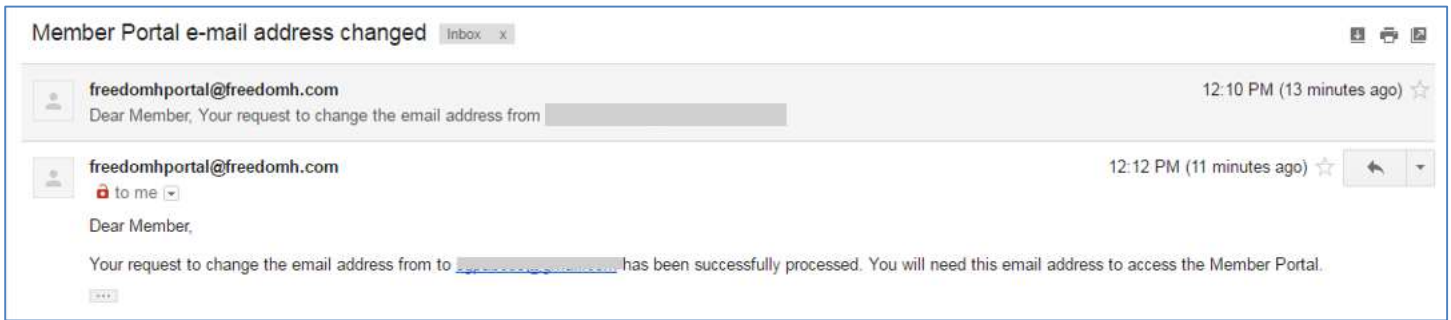 Member Portal e-mail address changed Inbox x
freedomhportal@freedomh.com 12:10 PM (13 minutes ago)
Dear Member, Your request to change the email address from
freedomhportal@freedomh.com 12:12 PM (11 minutes ago)
to me
Dear Member,
Your request to change the email address from to has been successfully processed. You will need this email address to access the Member Portal.